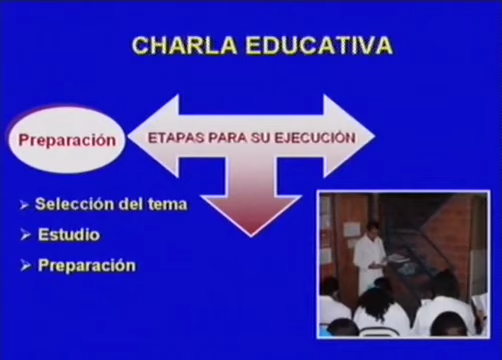 CHARLA EDUCATIVA
Preparación
ETAPAS PARA SU EJECUCIÓN
Selección del tema
Estudio
Preparación